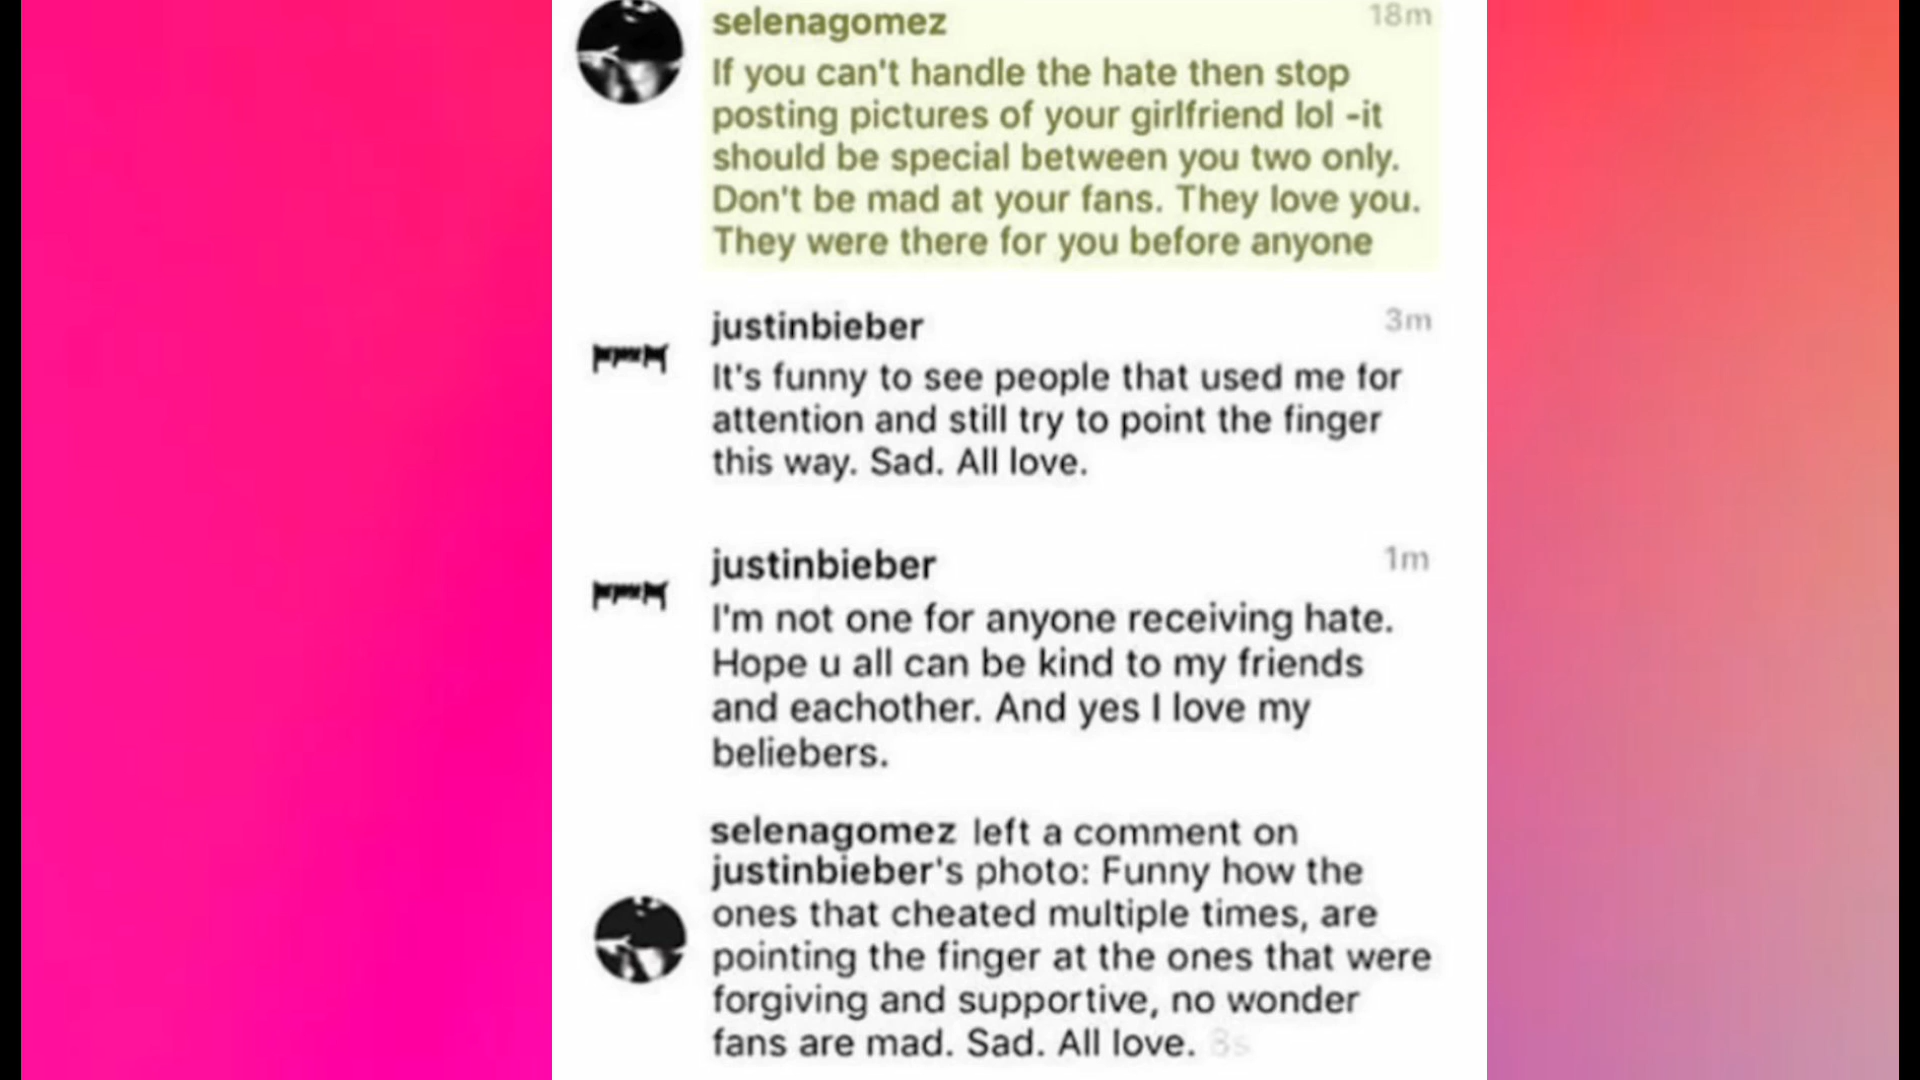 selenagomez 18m
If you can't handle the hate then stop
posting pictures of your girlfriend lol -it
should be special between you two only.
Don't be mad at your fans. They love you.
They were there for you before anyone
justinbieber 3m
It's funny to see people that used me for
attention and still try to point the finger
this way. Sad. All love.
justinbieber 1m
I'm not one for anyone receiving hate.
Hope u all can be kind to my friends
and eachother. And yes I love my
beliebers.
selenagomez left a comment on
justinbieber's photo: Funny how the
ones that cheated multiple times, are
pointing the finger at the ones that were
forgiving and supportive, no wonder
fans are mad. Sad. All love.